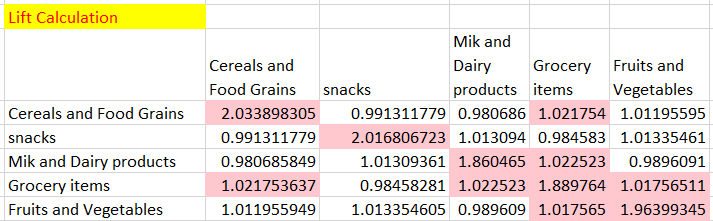 Lift Calculation
Mik and
Cereals and Dairy Grocery Fruits and
Food Grains snacks products items Vegetables
Cereals and Food Grains 2.033898305 0.991311779 0.980686 1.021754 1.01195595
snacks 0.991311779 2.016806723 1.013094 0.984583 1.01335461
Mik and Dairy products 0.980685849 1.01309361 1.860465 1.022523 0.9896091
Grocery items 1.021753637 0.98458281 1.022523 1.889764 1.01756511
Fruits and Vegetables 1.011955949 1.013354605 0.989609 1.017565 1.96399345